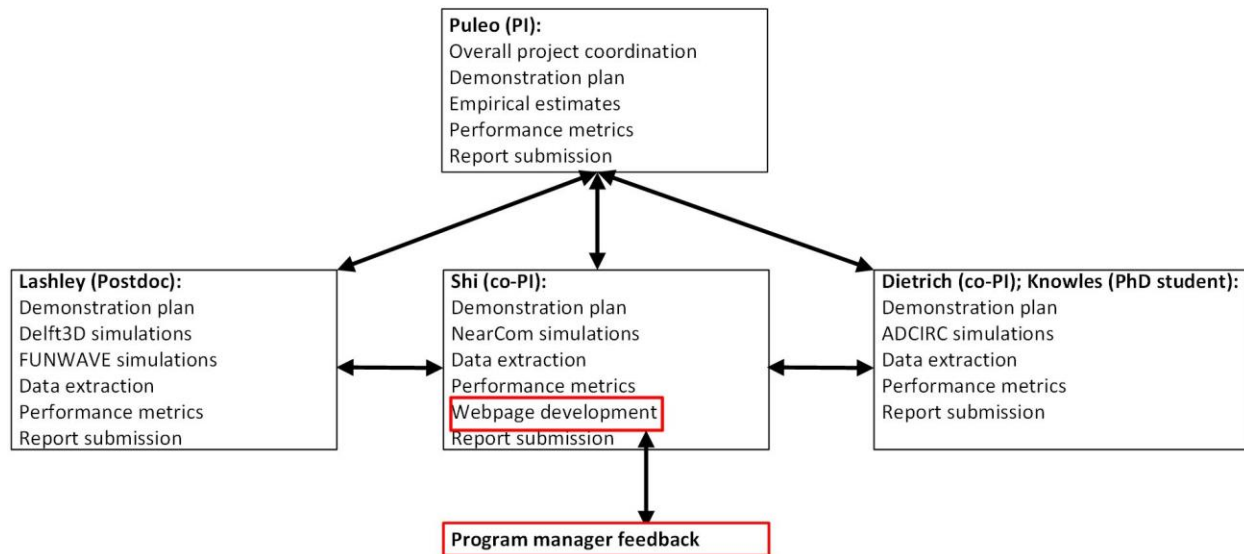 Puleo (PI):
Overall project coordination
Demonstration plan
Empirical estimates
Performance metrics
Report submission
Lashley (Postdoc):
Demonstration plan
Delft3D simulations
FUNWAVE simulations
Data extraction
Performance metrics
Report submission
Shi (co-PI):
Demonstration plan
NearCom simulations
Data extraction
Performance metrics
Webpage development
Report submission
Dietrich (co-PI); Knowles (PhD student):
Demonstration plan
ADCIRC simulations
Data extraction
Performance metrics
Report submission
Program manager feedback